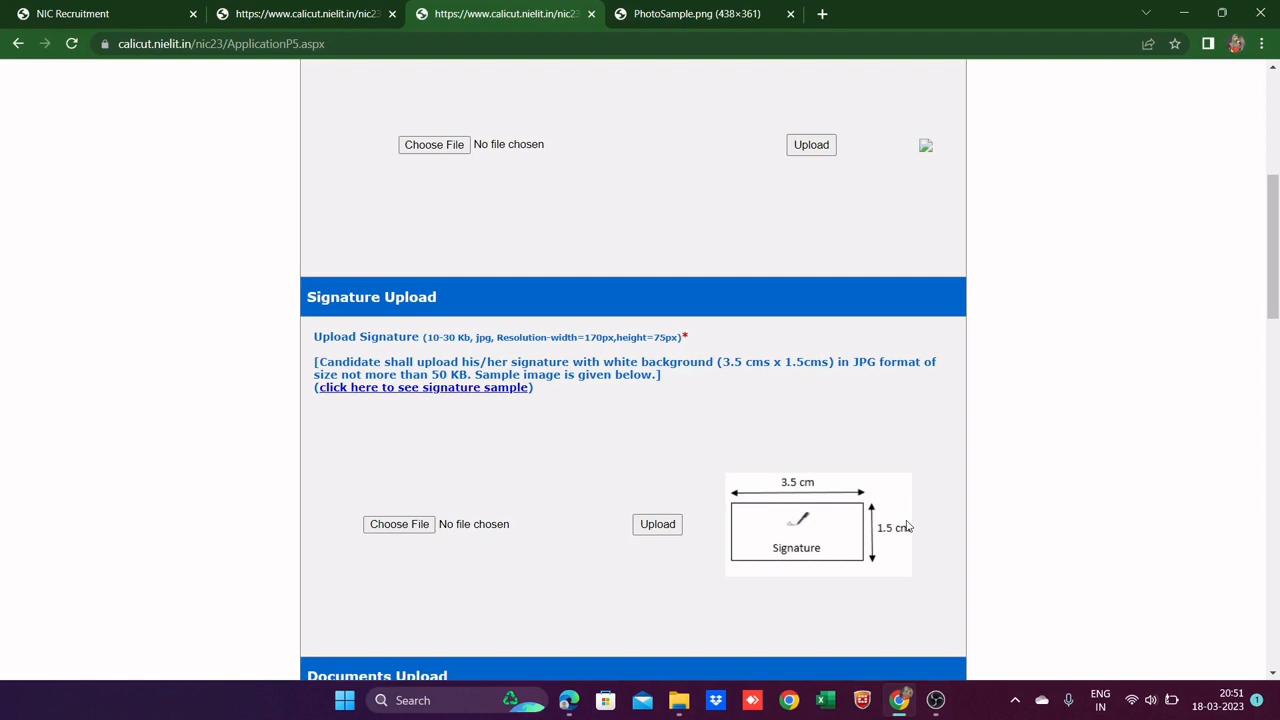 NIC Recruitment
https://www.calicut.nielit.in/nic23
https://www.calicut.nielit.in/nic23
PhotoSample.png (438×361)
calicut.nielit.in/nic23/ApplicationP5.aspx
Choose File No file chosen
Upload
Signature Upload
Upload Signature (10-30 Kb, jpg, Resolution-width=170px,height=75px)*
[Candidate shall upload his/her signature with white background (3.5 cms x 1.5cms) in JPG format of
size not more than 50 KB. Sample image is given below.]
(click here to see signature sample)
3.5 cm
Choose File No file chosen
Upload
1.5 cm
Signature
Documents Upload
Search
ENG
IN
20:51
18-03-2023
1